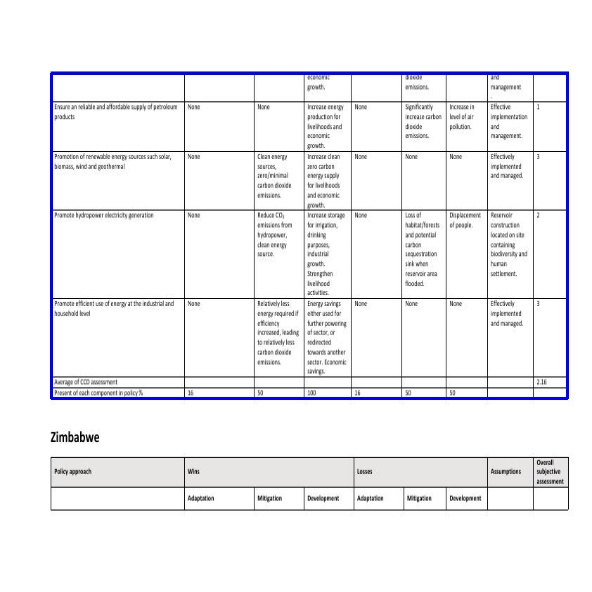 economic
growth.
dioxide
emissions.
and
management
.
Ensure an reliable and affordable supply of petroleum
products
None
None
Increase energy
production for
livelihoods and
economic
growth.
None
Significantly
increase carbon
dioxide
emissions.
Increase in
level of air
pollution.
Effective
implementation
and
management.
1
Promotion of renewable energy sources such solar,
biomass, wind and geothermal
None
Clean energy
sources,
zero/minimal
carbon dioxide
emissions.
Increase clean
zero carbon
energy supply
for livelihoods
and economic
growth.
None
None
None
Effectively
implemented
and managed.
3
Promote hydropower electricity generation
None
Reduce CO₂
emissions from
hydropower,
clean energy
source.
Increase storage
for irrigation,
drinking
purposes,
industrial
growth.
Strengthen
livelihood
activities.
None
Loss of
habitat/forests
and potential
carbon
sequestration
sink when
reservoir area
flooded.
Displacement
of people.
Reservoir
construction
located on site
containing
biodiversity and
human
settlement.
2
Promote efficient use of energy at the industrial and
household level
None
Relatively less
energy required if
efficiency
increased, leading
to relatively less
carbon dioxide
emissions.
Energy savings
either used for
further powering
of sector, or
redirected
towards another
sector. Economic
savings.
None
None
None
Effectively
implemented
and managed.
3
Average of CCD assessment
2.16
Present of each component in policy %
16
50
100
16
50
50
Zimbabwe
Policy approach
Wins
Losses
Assumptions
Overall
subjective
assessment
Adaptation
Mitigation
Development
Adaptation
Mitigation
Development